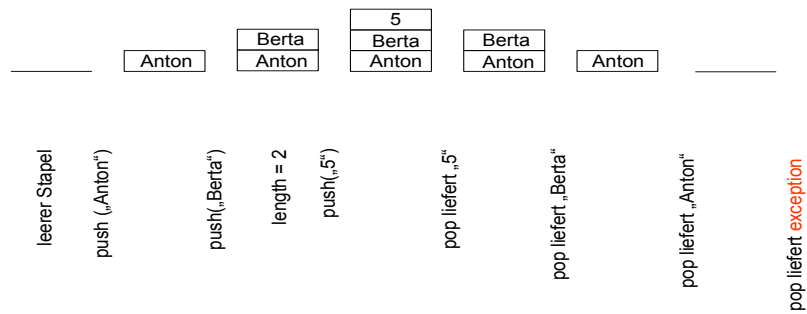 5
Berta
Berta
Berta
Anton
Anton
Anton
Anton
Anton
leerer Stapel
push („Anton“)
push(„Berta“)
length = 2
push(„5“)
pop liefert „5“
pop liefert „Berta“
pop liefert „Anton“
pop liefert exception